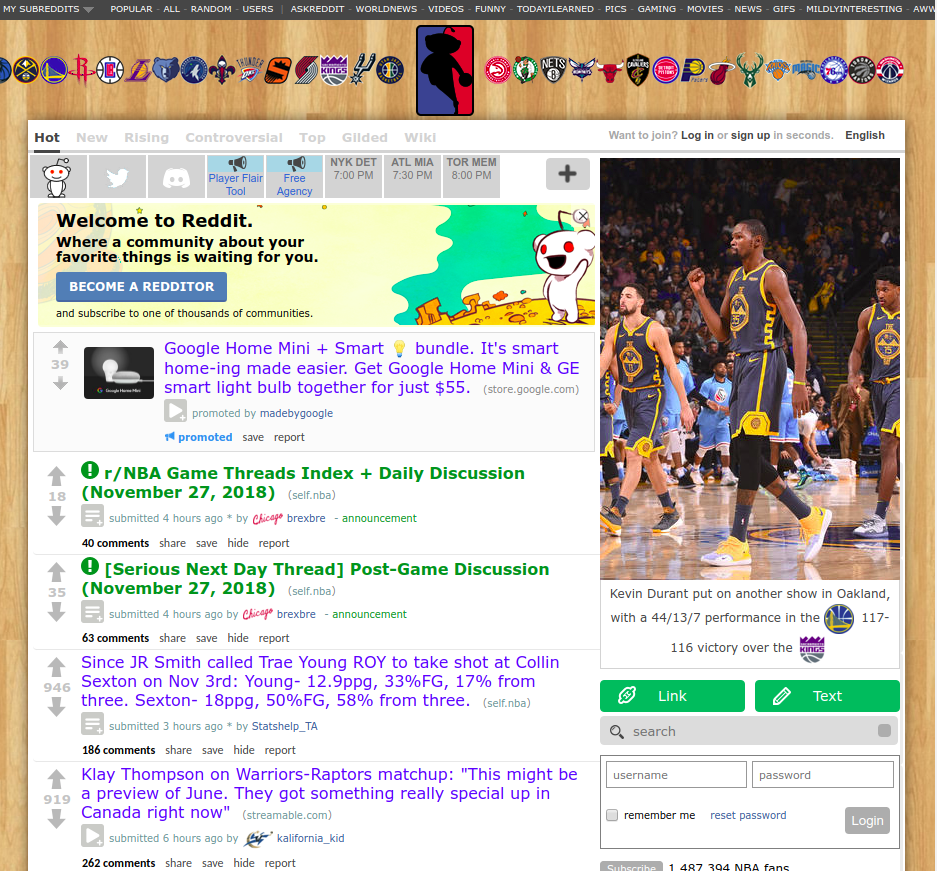 MY SUBREDDITS POPULAR - ALL - RANDOM - USERS | ASKREDDIT - WORLDNEWS - VIDEOS - FUNNY - TODAYILEARNED - PICS - GAMING - MOVIES - NEWS - GIFS - MILDLYINTERESTING - AWW
Hot New Rising Controversial Top Gilded Wiki
Want to join? Log in or sign up in seconds. English
Player Flair Tool
Free Agency
NYK DET 7:00 PM
ATL MIA 7:30 PM
TOR MEM 8:00 PM
Welcome to Reddit.
Where a community about your
favorite things is waiting for you.
BECOME A REDDITOR
and subscribe to one of thousands of communities.
39
Google Home Mini + Smart 💡 bundle. It's smart
home-ing made easier. Get Google Home Mini & GE
smart light bulb together for just $55. (store.google.com)
promoted by madebygoogle
promoted save report
18
r/NBA Game Threads Index + Daily Discussion
(November 27, 2018) (self.nba)
submitted 4 hours ago * by Chicago brexbre - announcement
40 comments share save hide report
35
[Serious Next Day Thread] Post-Game Discussion
(November 27, 2018) (self.nba)
submitted 4 hours ago by Chicago brexbre - announcement
63 comments share save hide report
946
Since JR Smith called Trae Young ROY to take shot at Collin
Sexton on Nov 3rd: Young- 12.9ppg, 33%FG, 17% from
three. Sexton- 18ppg, 50%FG, 58% from three. (self.nba)
submitted 3 hours ago * by Statshelp_TA
186 comments share save hide report
919
Klay Thompson on Warriors-Raptors matchup: "This might be
a preview of June. They got something really special up in
Canada right now" (streamable.com)
submitted 6 hours ago by kalifornia_kid
262 comments share save hide report
Kevin Durant put on another show in Oakland,
with a 44/13/7 performance in the 117-
116 victory over the KINGS
Link Text
search
username password
remember me reset password Login
Subscribe 1,487,394 NBA fans